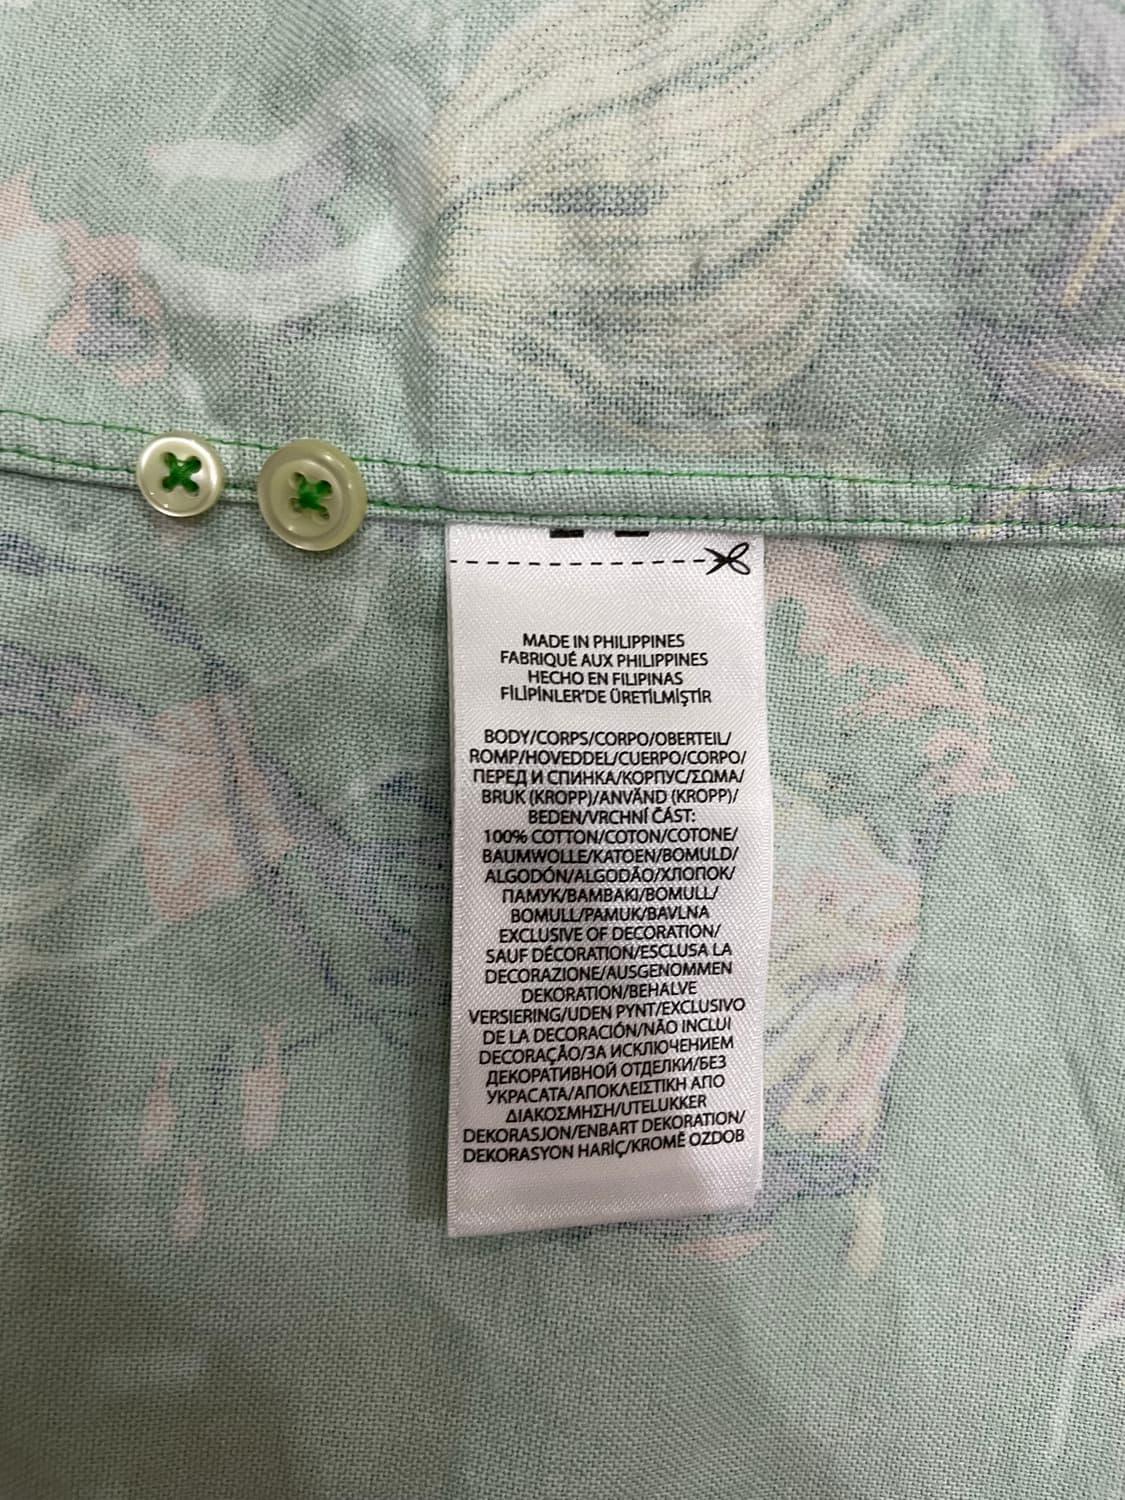 MADE IN PHILIPPINES
FABRIQUÉ AUX PHILIPPINES
HECHO EN FILIPINAS
FİLİPİNLER'DE ÜRETİLMİŞTİR
BODY/CORPS/CORPO/OBERTEIL/
ROMP/HOVEDDEL/CUERPO/CORPO/
ПЕРЕД И СПИНКА/КОРПУС/ΣΩΜΑ/
BRUK (KROPP)/ANVÄND (KROPP)/
BEDEN/VRCHNÍ ČÁST:
100% COTTON/COTON/COTONE/
BAUMWOLLE/KATOEN/BOMULD/
ALGODÓN/ALGODÃO/ХЛОПОК/
ПАМУК/ΒΑΜΒΑΚΙ/BOMULL/
BOMULL/PAMUK/BAVLNA
EXCLUSIVE OF DECORATION/
SAUF DÉCORATION/ESCLUSA LA
DECORAZIONE/AUSGENOMMEN
DEKORATION/BEHALVE
VERSIERING/UDEN PYNT/EXCLUSIVO
DE LA DECORACIÓN/NÃO INCLUI
DECORAÇÃO/ЗА ИСКЛЮЧЕНИЕМ
ДЕКОРАТИВНОЙ ОТДЕЛКИ/БЕЗ
УКРАСАТА/ΑΠΟΚΛΕΙΣΤΙΚΗ ΑΠΟ
ΔΙΑΚΟΣΜΗΣΗ/UTELUKKER
DEKORASJON/ENBART DEKORATION/
DEKORASYON HARİÇ/KROMĚ OZDOB